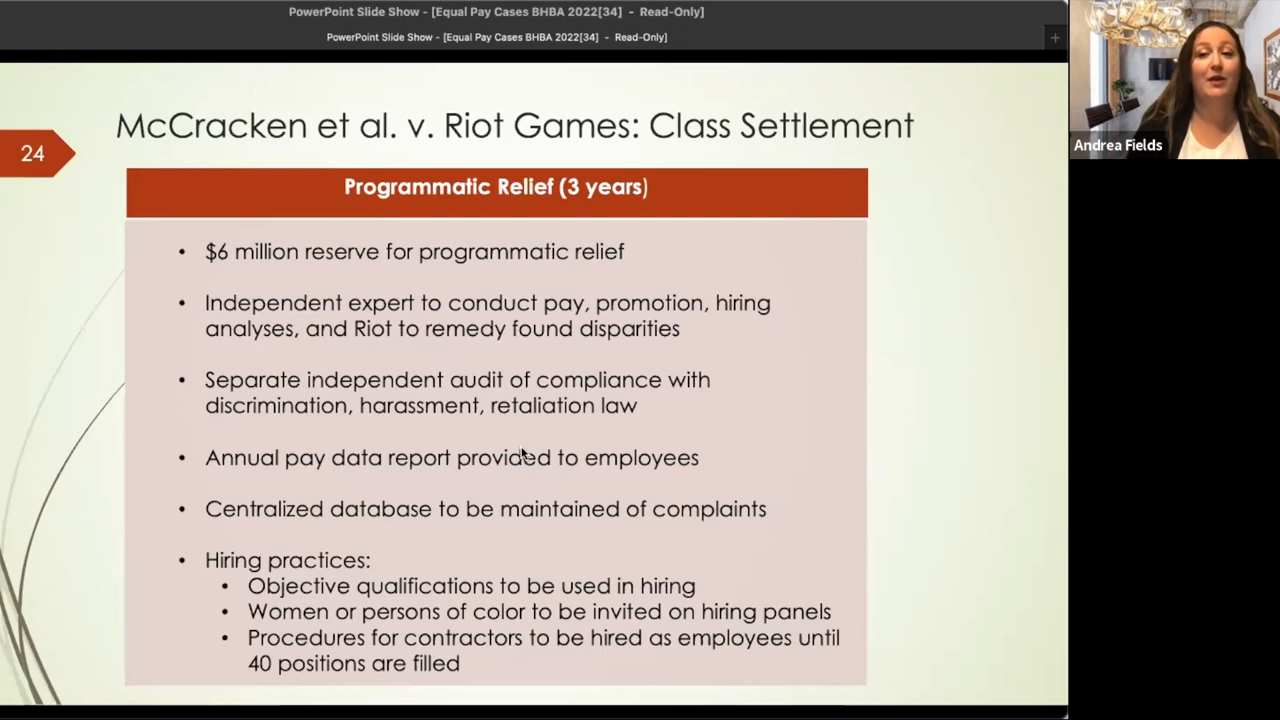 PowerPoint Slide Show - [Equal Pay Cases BHBA 2022[34] - Read-Only]
PowerPoint Slide Show - [Equal Pay Cases BHBA 2022[34] - Read-Only]
+
Andrea Fields
McCracken et al. v. Riot Games: Class Settlement
24
Programmatic Relief (3 years)
• $6 million reserve for programmatic relief
• Independent expert to conduct pay, promotion, hiring
analyses, and Riot to remedy found disparities
• Separate independent audit of compliance with
discrimination, harassment, retaliation law
• Annual pay data report provided to employees
• Centralized database to be maintained of complaints
• Hiring practices:
• Objective qualifications to be used in hiring
• Women or persons of color to be invited on hiring panels
• Procedures for contractors to be hired as employees until
40 positions are filled